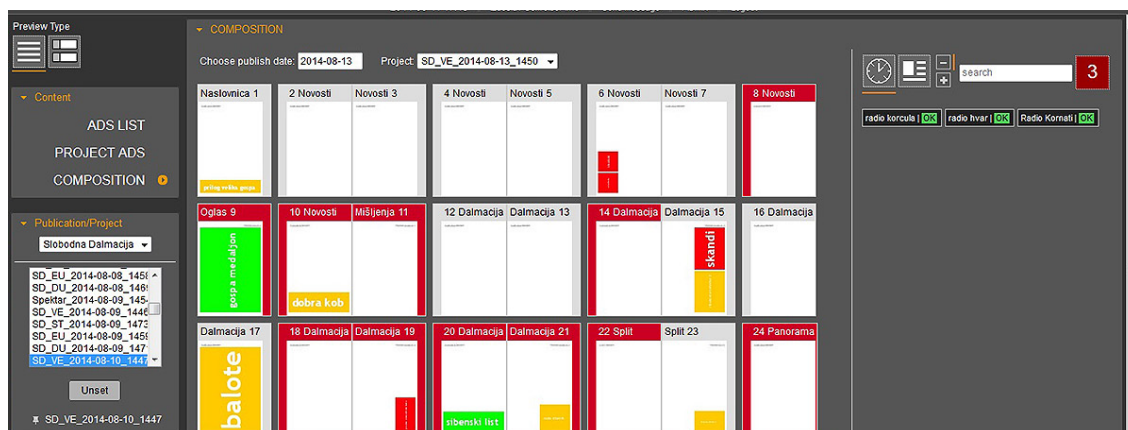 Preview Type
Content
ADS LIST
PROJECT ADS
COMPOSITION
Publication/Project
Slobodna Dalmacija
SD_EU_2014-08-08_1458
SD_DU_2014-08-08_146
Spektar_2014-08-09_145
SD_VE_2014-08-09_1446
SD_ST_2014-08-09_1473
SD_EU_2014-08-09_1459
SD_DU_2014-08-09_147
SD_VE_2014-08-10_1447
Unset
SD_VE_2014-08-10_1447
COMPOSITION
Choose publish date: 2014-08-13 Project: SD_VE_2014-08-13_1450
Naslovnica 1 2 Novosti Novosti 3 4 Novosti Novosti 5 6 Novosti Novosti 7 8 Novosti
prilog velika gospa
Oglas 9 10 Novosti Mišljenja 11 12 Dalmacija Dalmacija 13 14 Dalmacija Dalmacija 15 16 Dalmacija
gospa medaljon
dobra kob
skandi
Dalmacija 17 18 Dalmacija Dalmacija 19 20 Dalmacija Dalmacija 21 22 Split Split 23 24 Panorama
balote
sibenski list
search
3
radio korcula | OK radio hvar | OK Radio Kornati | OK